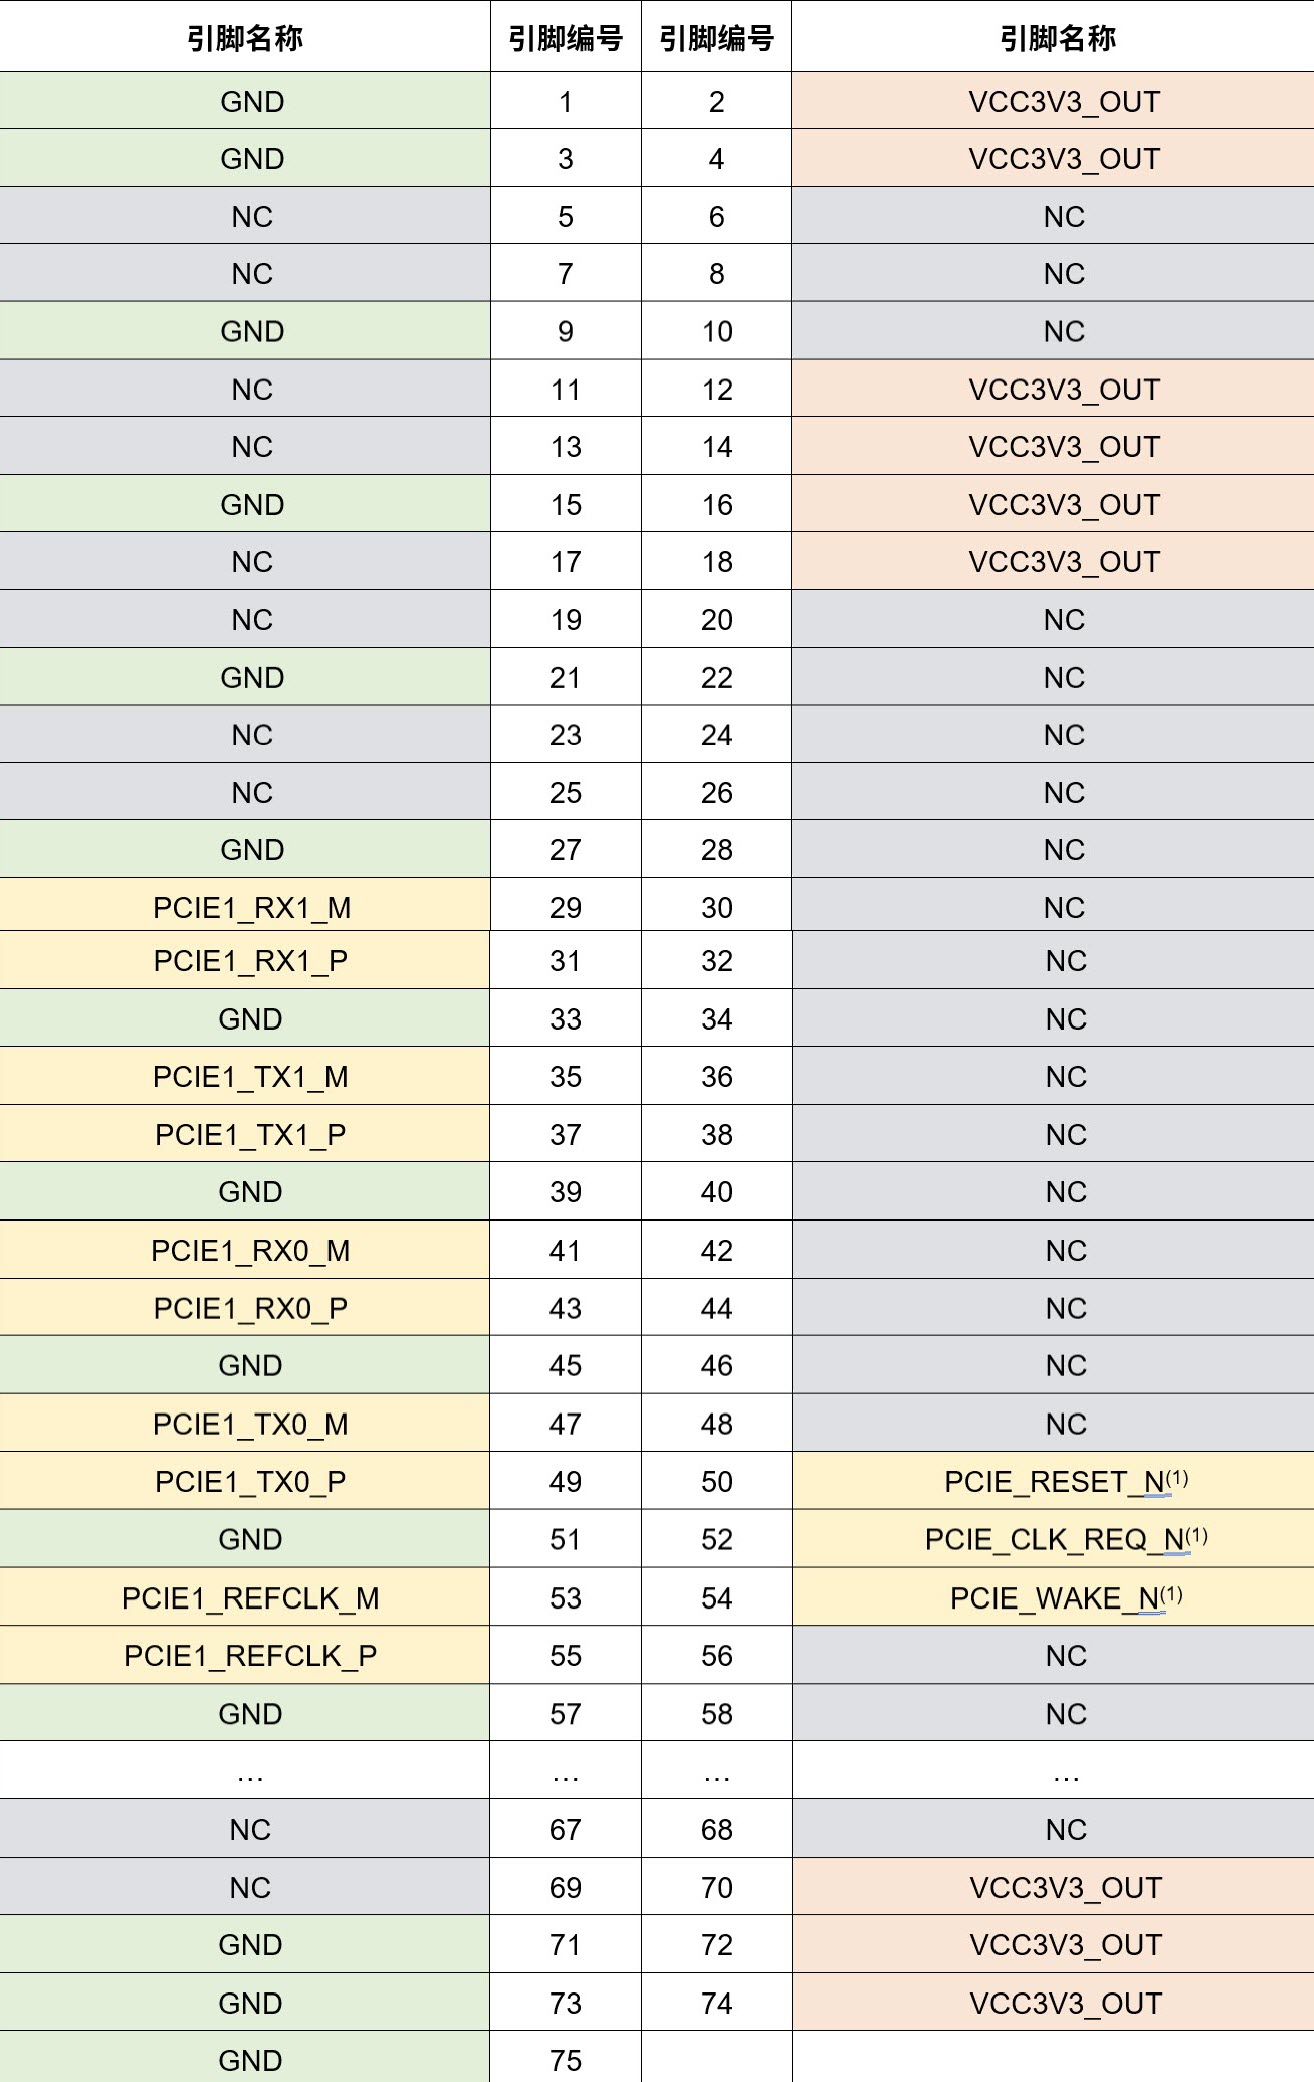 引脚名称 引脚编号 引脚编号 引脚名称
GND 1 2 VCC3V3_OUT
GND 3 4 VCC3V3_OUT
NC 5 6 NC
NC 7 8 NC
GND 9 10 NC
NC 11 12 VCC3V3_OUT
NC 13 14 VCC3V3_OUT
GND 15 16 VCC3V3_OUT
NC 17 18 VCC3V3_OUT
NC 19 20 NC
GND 21 22 NC
NC 23 24 NC
NC 25 26 NC
GND 27 28 NC
PCIE1_RX1_M 29 30 NC
PCIE1_RX1_P 31 32 NC
GND 33 34 NC
PCIE1_TX1_M 35 36 NC
PCIE1_TX1_P 37 38 NC
GND 39 40 NC
PCIE1_RX0_M 41 42 NC
PCIE1_RX0_P 43 44 NC
GND 45 46 NC
PCIE1_TX0_M 47 48 NC
PCIE1_TX0_P 49 50 PCIE_RESET_N(1)
GND 51 52 PCIE_CLK_REQ_N(1)
PCIE1_REFCLK_M 53 54 PCIE_WAKE_N(1)
PCIE1_REFCLK_P 55 56 NC
GND 57 58 NC
… … … …
NC 67 68 NC
NC 69 70 VCC3V3_OUT
GND 71 72 VCC3V3_OUT
GND 73 74 VCC3V3_OUT
GND 75